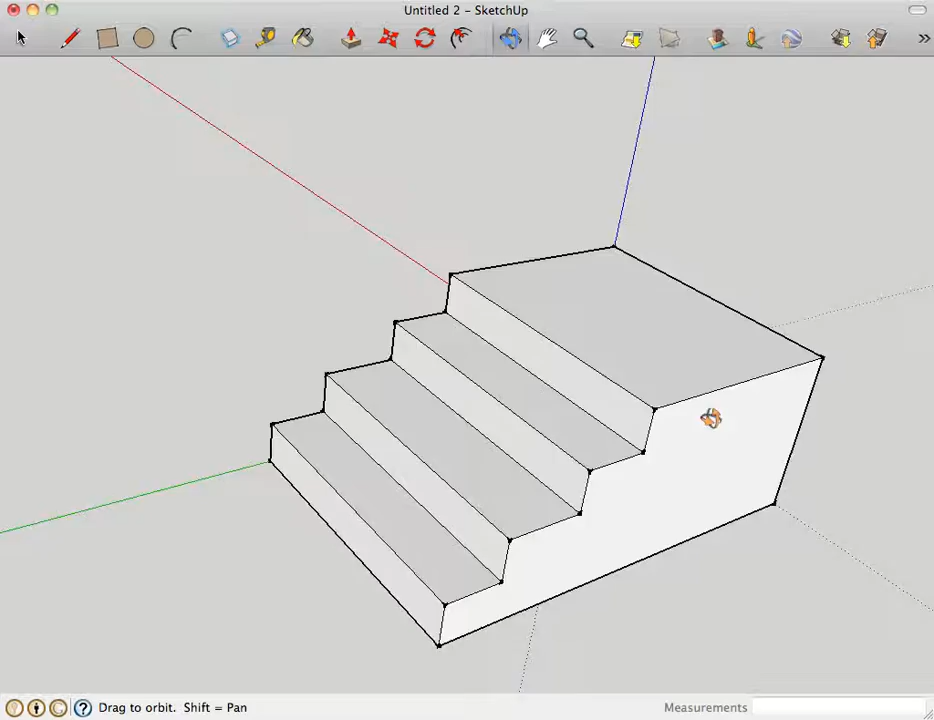 Untitled 2 – SketchUp
»
? Drag to orbit. Shift = Pan
Measurements